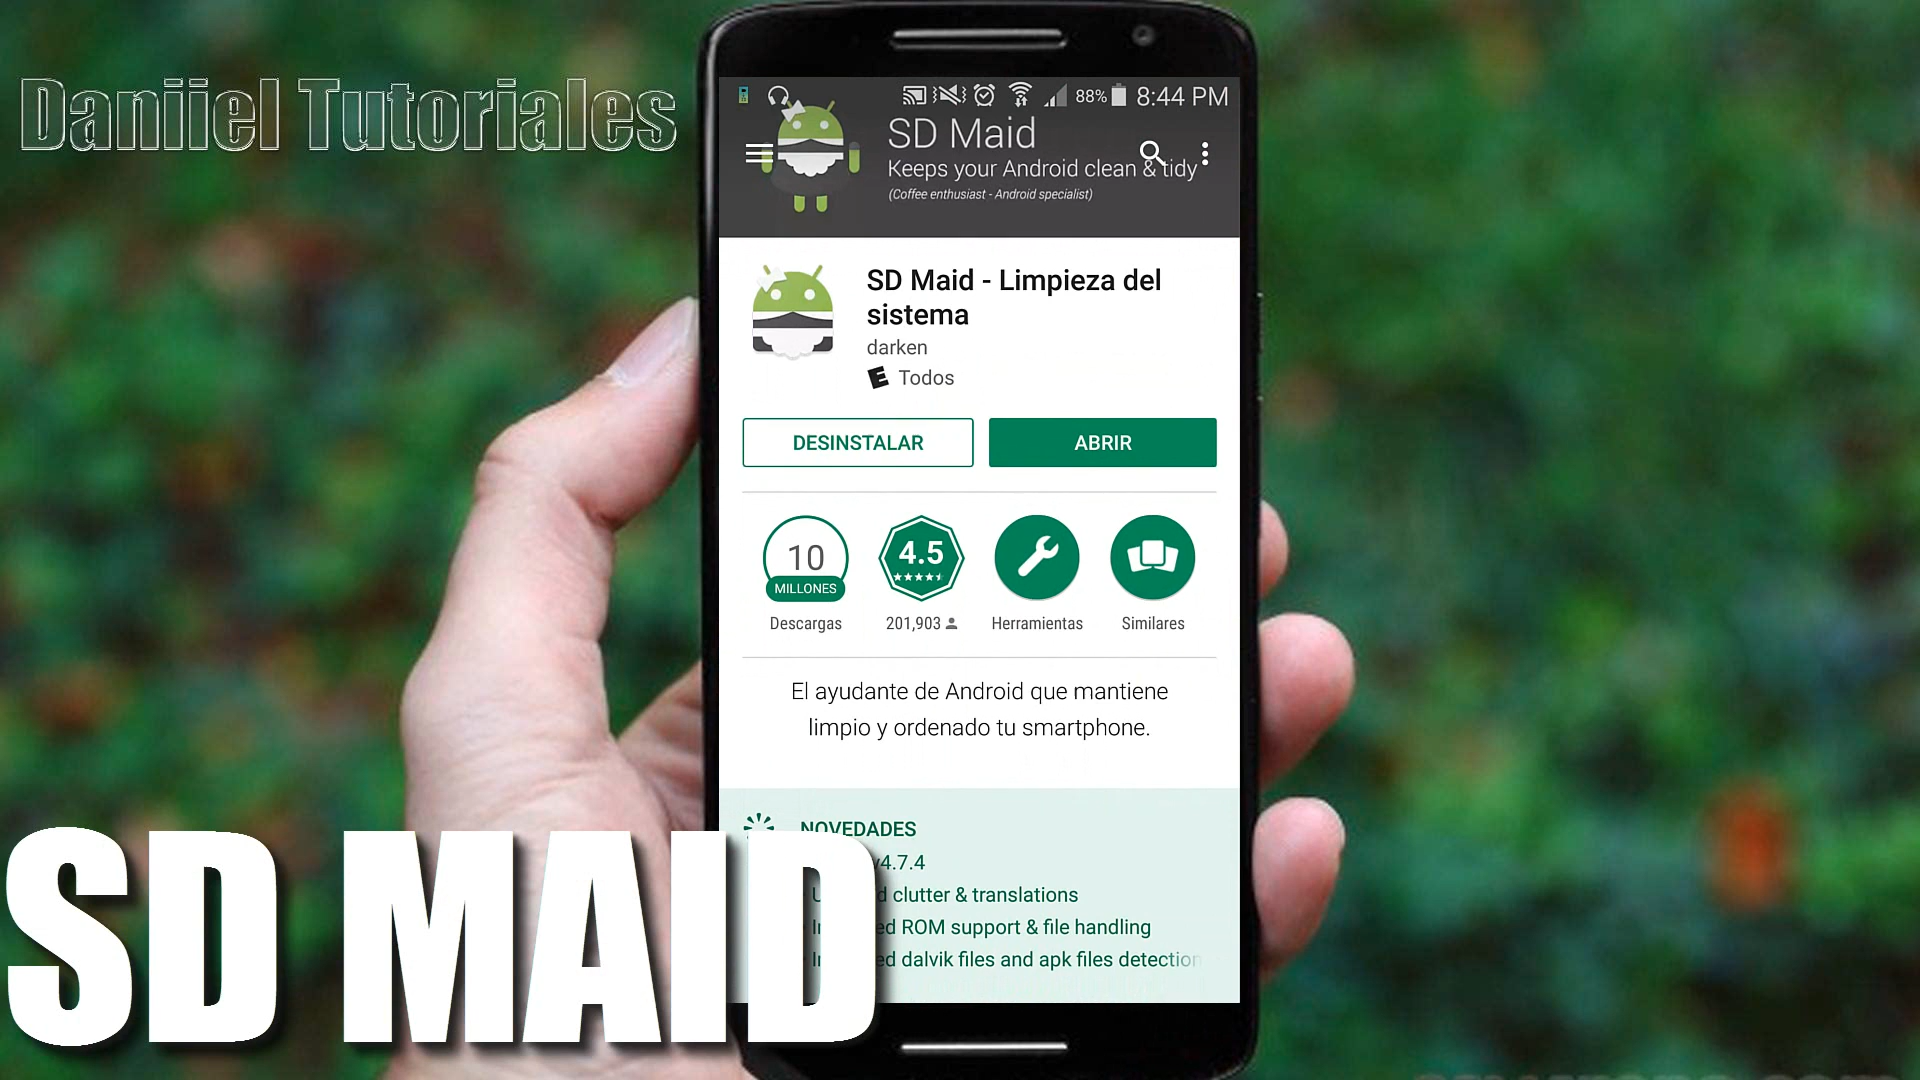 Daniiel Tutoriales
88% 8:44 PM
SD Maid
Keeps your Android clean & tidy
(Coffee enthusiast - Android specialist)
SD Maid - Limpieza del
sistema
darken
E Todos
DESINSTALAR
ABRIR
10
MILLONES
Descargas
4.5
201,903
Herramientas
Similares
El ayudante de Android que mantiene
limpio y ordenado tu smartphone.
NOVEDADES
v4.7.4
clutter & translations
ROM support & file handling
dalvik files and apk files detection
SD MAID